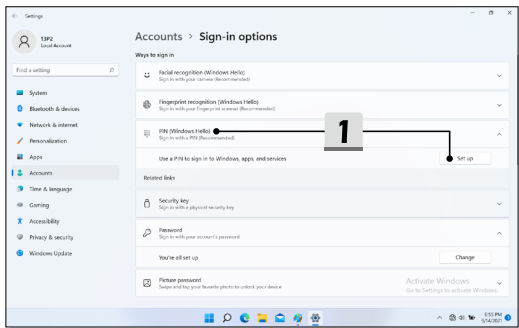 Settings
13P2
Local Account
Find a setting
System
Bluetooth & devices
Network & internet
Personalization
Apps
Accounts
Time & language
Gaming
Accessibility
Privacy & security
Windows Update
Accounts > Sign-in options
Ways to sign in
Facial recognition (Windows Hello)
Sign in with your camera (Recommended)
Fingerprint recognition (Windows Hello)
Sign in with your fingerprint scanner (Recommended)
PIN (Windows Hello)
Sign in with a PIN (Recommended)
1
Use a PIN to sign in to Windows, apps, and services
Set up
Related links
Security key
Sign in with a physical security key
Password
Sign in with your account's password
You're all set up
Change
Picture password
Swipe and tap your favorite photo to unlock your device
Activate Windows
Go to Settings to activate Windows.
6:55 PM
9/14/2021